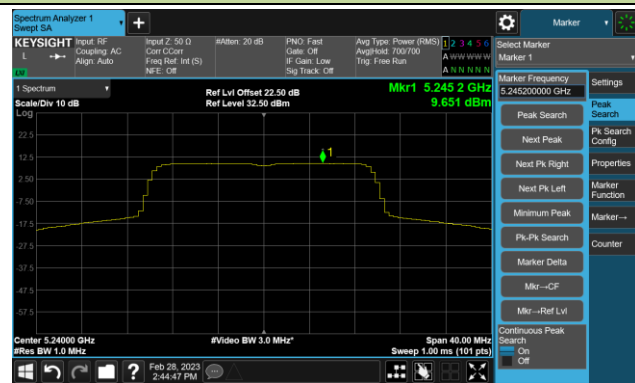 Spectrum Analyzer 1
Swept SA
+
Marker
KEYSIGHT
L
Input: RF
Coupling: AC
Align: Auto
Input Z: 50 Ω
Corr CCorr
Freq Ref: Int (S)
NFE: Off
#Atten: 20 dB
PNO: Fast
Gate: Off
IF Gain: Low
Sig Track: Off
Avg Type: Power (RMS)
Avg|Hold: 700/700
Trig: Free Run
1 2 3 4 5 6
A W W W W W
A N N N N N
Select Marker
Marker 1
1 Spectrum
Scale/Div 10 dB
Log
Ref Lvl Offset 22.50 dB
Ref Level 32.50 dBm
Mkr1 5.245 2 GHz
9.651 dBm
22.5
12.5
2.50
-7.50
-17.5
-27.5
-37.5
-47.5
-57.5
1
Center 5.24000 GHz
#Res BW 1.0 MHz
#Video BW 3.0 MHz*
Span 40.00 MHz
Sweep 1.00 ms (101 pts)
Marker Frequency
5.245200000 GHz
Peak Search
Next Peak
Next Pk Right
Next Pk Left
Minimum Peak
Pk-Pk Search
Marker Delta
Mkr→CF
Mkr→Ref Lvl
Continuous Peak
Search
On
Off
Settings
Peak
Search
Pk Search
Config
Properties
Marker
Function
Marker→
Counter
?
Feb 28, 2023
2:44:47 PM